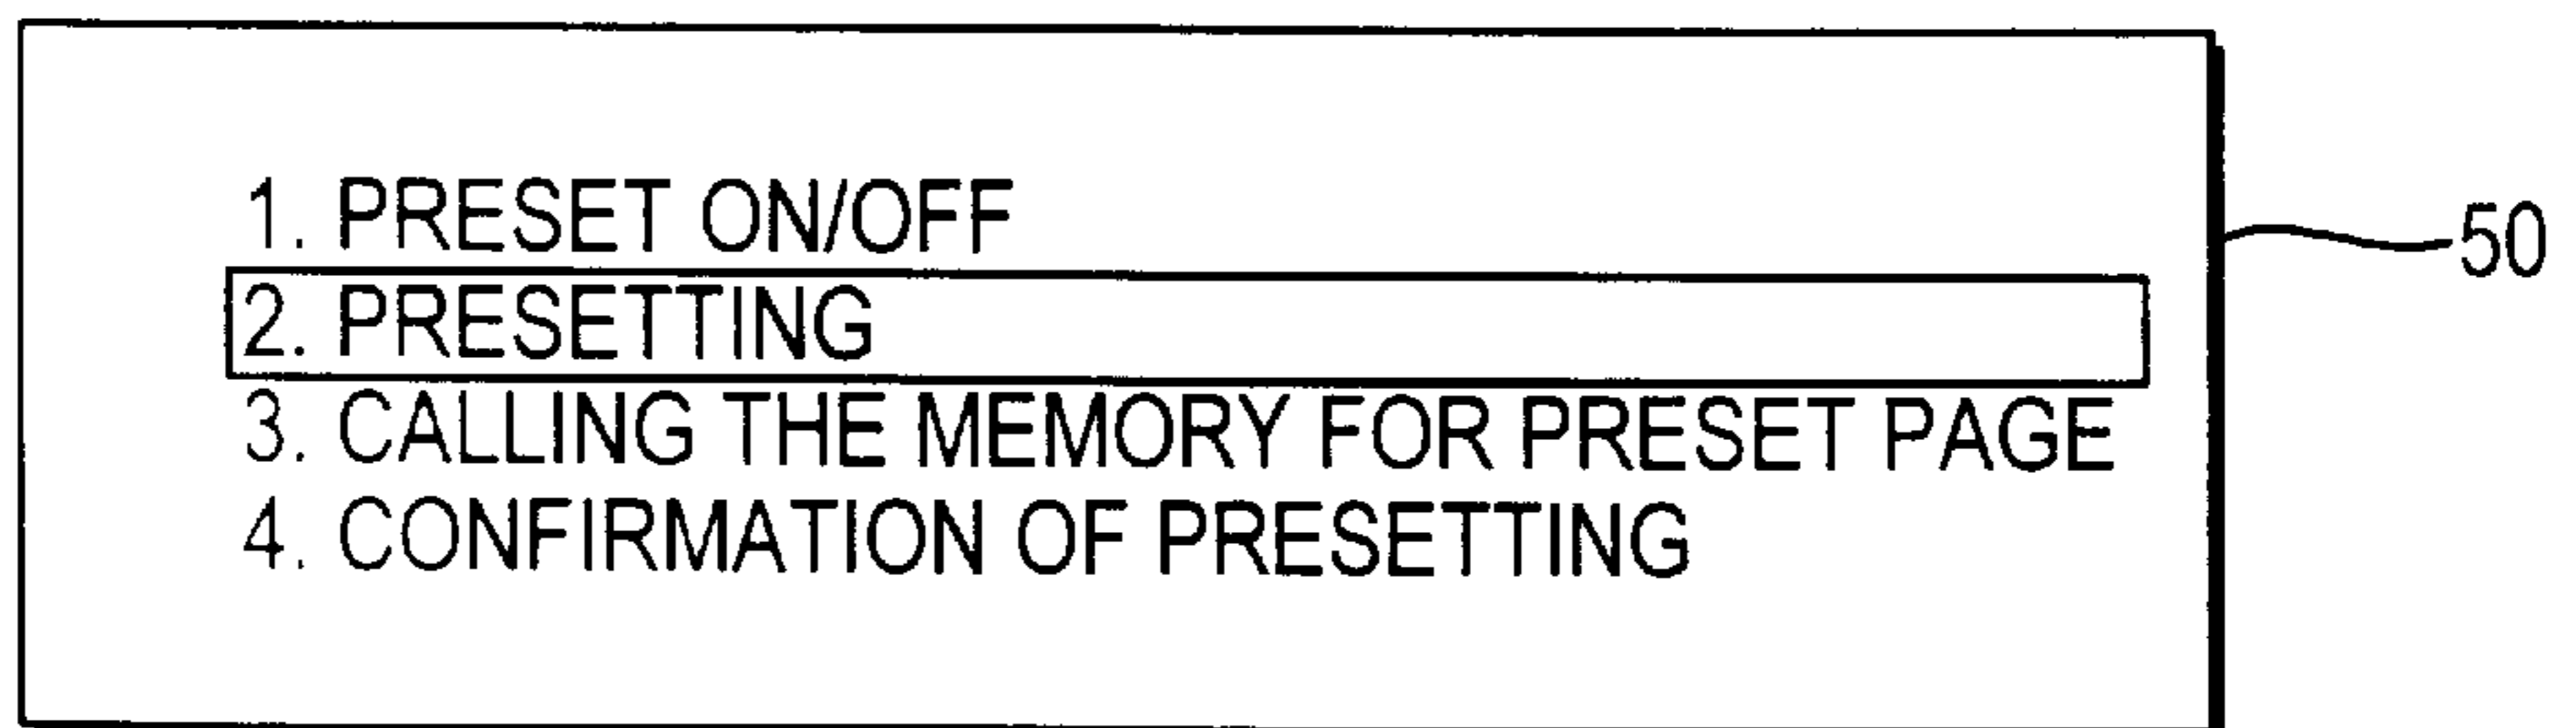 1. PRESET ON/OFF
2. PRESETTING
3. CALLING THE MEMORY FOR PRESET PAGE
4. CONFIRMATION OF PRESETTING
50